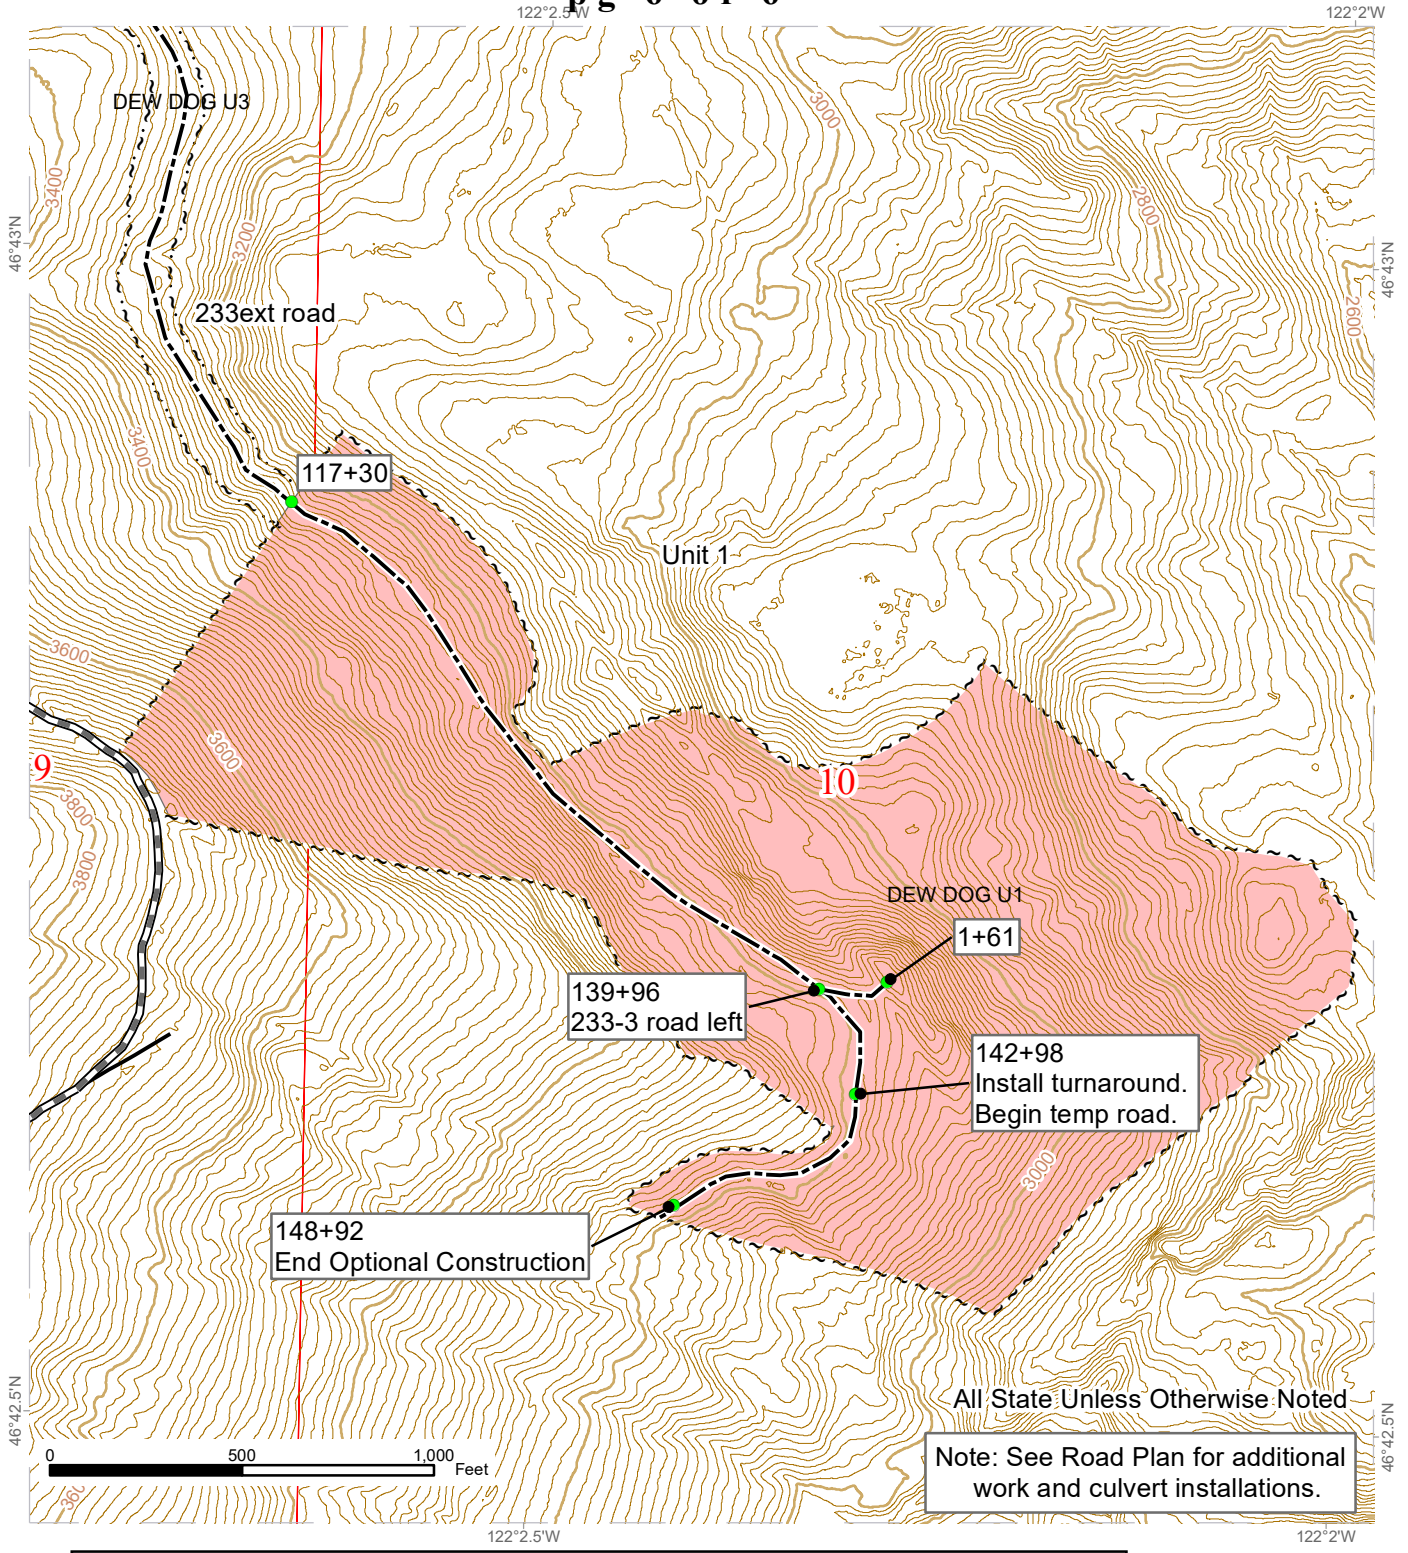 122°2.5'W
122°2'W
DEW DOG U3
3000
3400
2800
3200
46°43'N
46°43'N
2600
233ext road
3400
117+30
Unit 1
3600
3600
9
10
3800
3800
DEW DOG U1
1+61
139+96
233-3 road left
142+98
Install turnaround.
Begin temp road.
3000
148+92
End Optional Construction
All State Unless Otherwise Noted
46°42.5'N
46°42.5'N
0 500 1,000
Feet
Note: See Road Plan for additional
work and culvert installations.
122°2.5'W
122°2'W